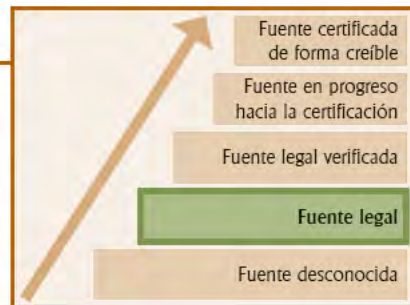 Fuente certificada
de forma creíble
Fuente en progreso
hacia la certificación
Fuente legal verificada
Fuente legal
Fuente desconocida